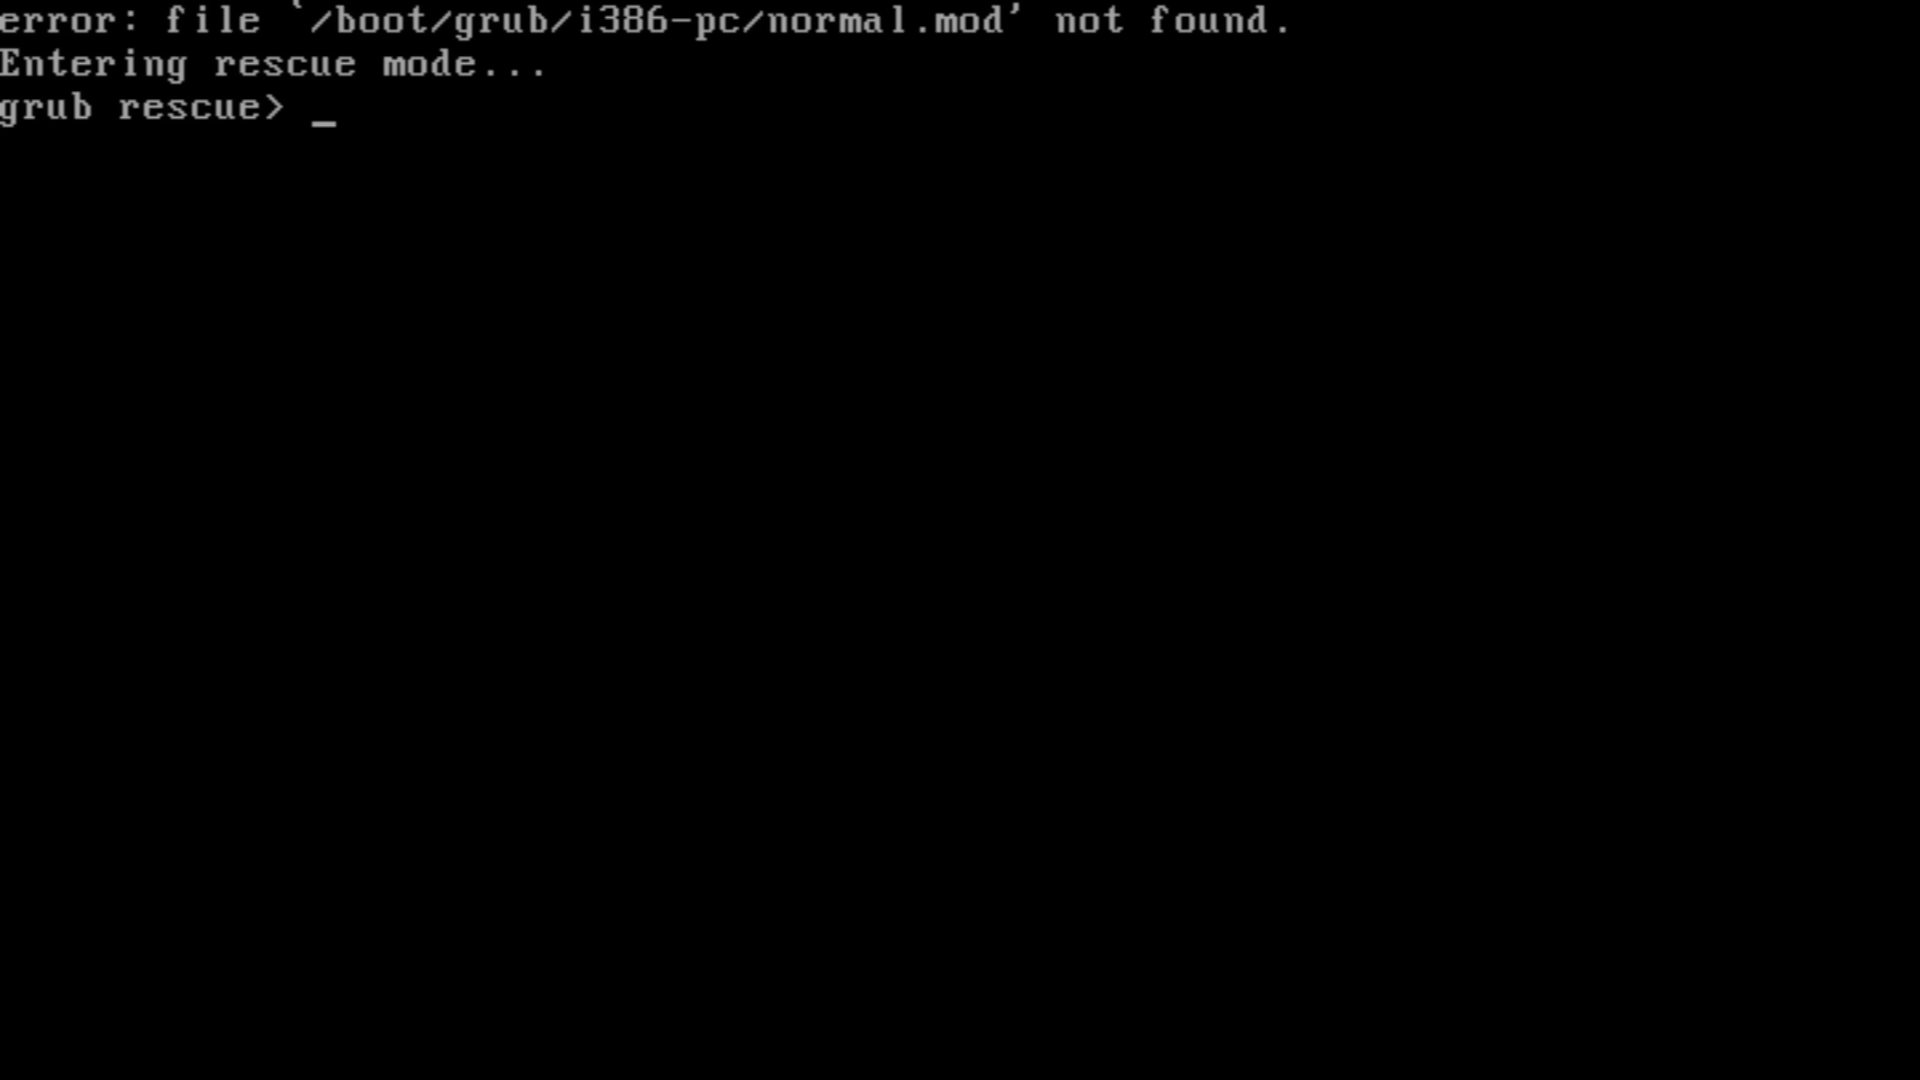 error: file `/boot/grub/i386-pc/normal.mod' not found.
Entering rescue mode...
grub rescue> _